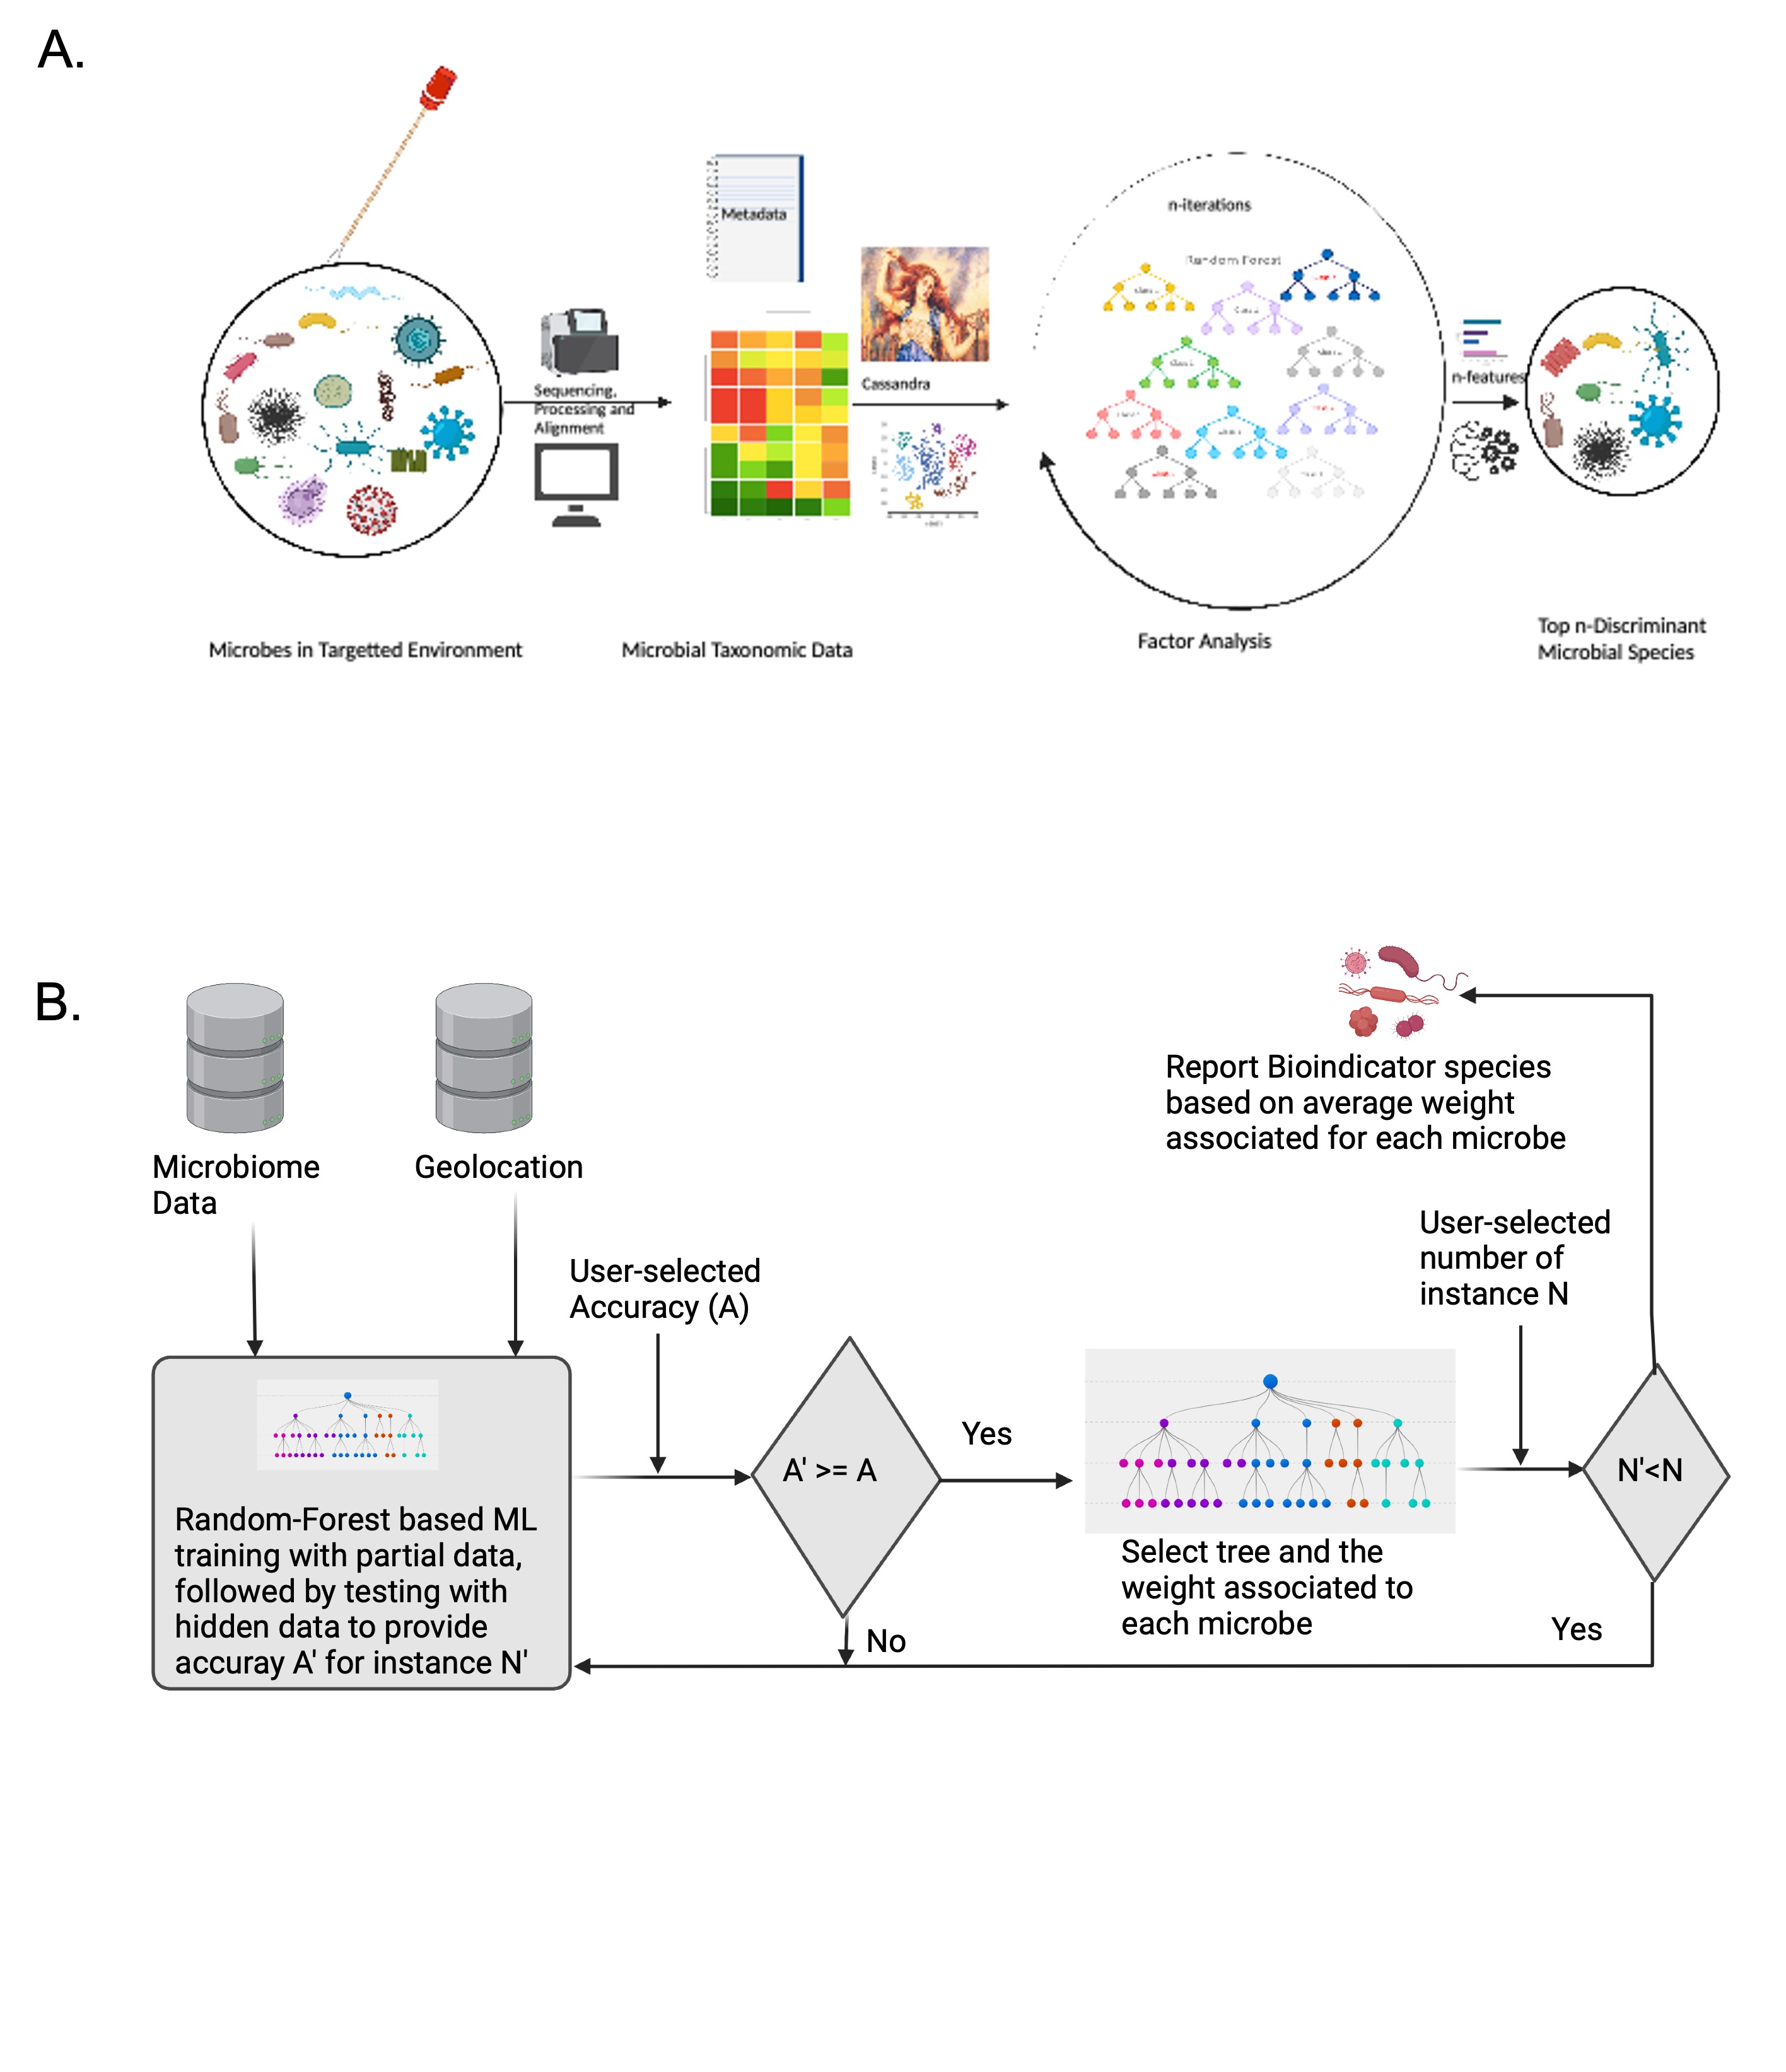 A.
Metadata
n-iterations
Random Forest
Sequencing,
Processing and
Alignment
Cassandra
n-features
Microbes in Targetted Environment
Microbial Taxonomic Data
Factor Analysis
Top n-Discriminant
Microbial Species
B.
Microbiome
Data
Geolocation
Report Bioindicator species
based on average weight
associated for each microbe
User-selected
Accuracy (A)
User-selected
number of
instance N
A' >= A
Yes
N'<N
Random-Forest based ML
training with partial data,
followed by testing with
hidden data to provide
accuray A' for instance N'
Select tree and the
weight associated to
each microbe
No
Yes